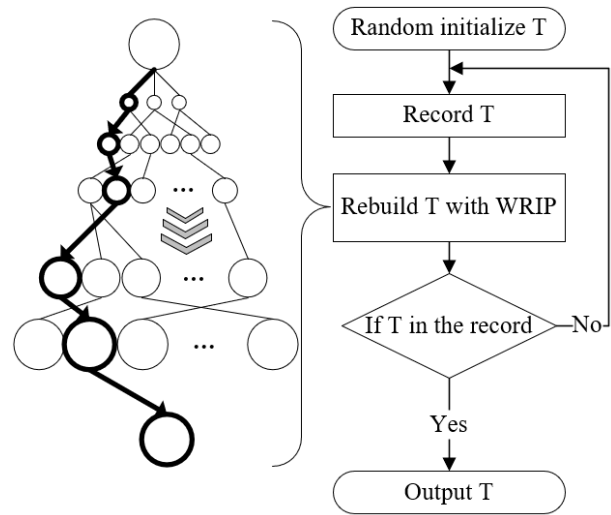 Random initialize T
Record T
Rebuild T with WRIP
If T in the record
No
Yes
Output T
...
...
...